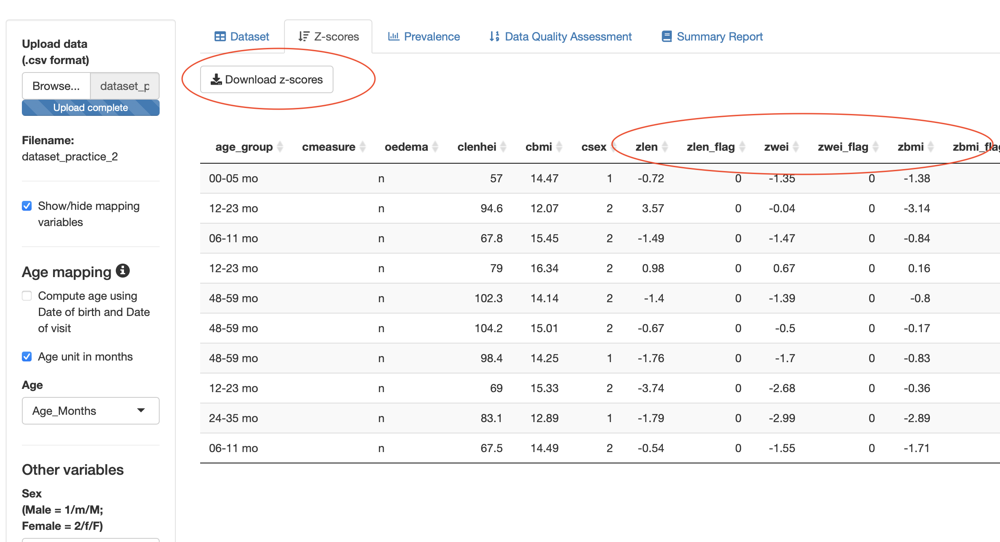 Upload data
(.csv format)
Browse... dataset_p
Upload complete
Filename:
dataset_practice_2
Show/hide mapping
variables
Age mapping
Compute age using
Date of birth and Date
of visit
Age unit in months
Age
Age_Months
Other variables
Sex
(Male = 1/m/M;
Female = 2/f/F)
Dataset Z-scores Prevalence Data Quality Assessment Summary Report
Download z-scores
age_group cmeasure oedema clenhei cbmi csex zlen zlen_flag zwei zwei_flag zbmi zbmi_flag
00-05 mo n 57 14.47 1 -0.72 0 -1.35 0 -1.38
12-23 mo n 94.6 12.07 2 3.57 0 -0.04 0 -3.14
06-11 mo n 67.8 15.45 2 -1.49 0 -1.47 0 -0.84
12-23 mo n 79 16.34 2 0.98 0 0.67 0 0.16
48-59 mo n 102.3 14.14 2 -1.4 0 -1.39 0 -0.8
48-59 mo n 104.2 15.01 2 -0.67 0 -0.5 0 -0.17
48-59 mo n 98.4 14.25 1 -1.76 0 -1.7 0 -0.83
12-23 mo n 69 15.33 2 -3.74 0 -2.68 0 -0.36
24-35 mo n 83.1 12.89 1 -1.79 0 -2.99 0 -2.89
06-11 mo n 67.5 14.49 2 -0.54 0 -1.55 0 -1.71